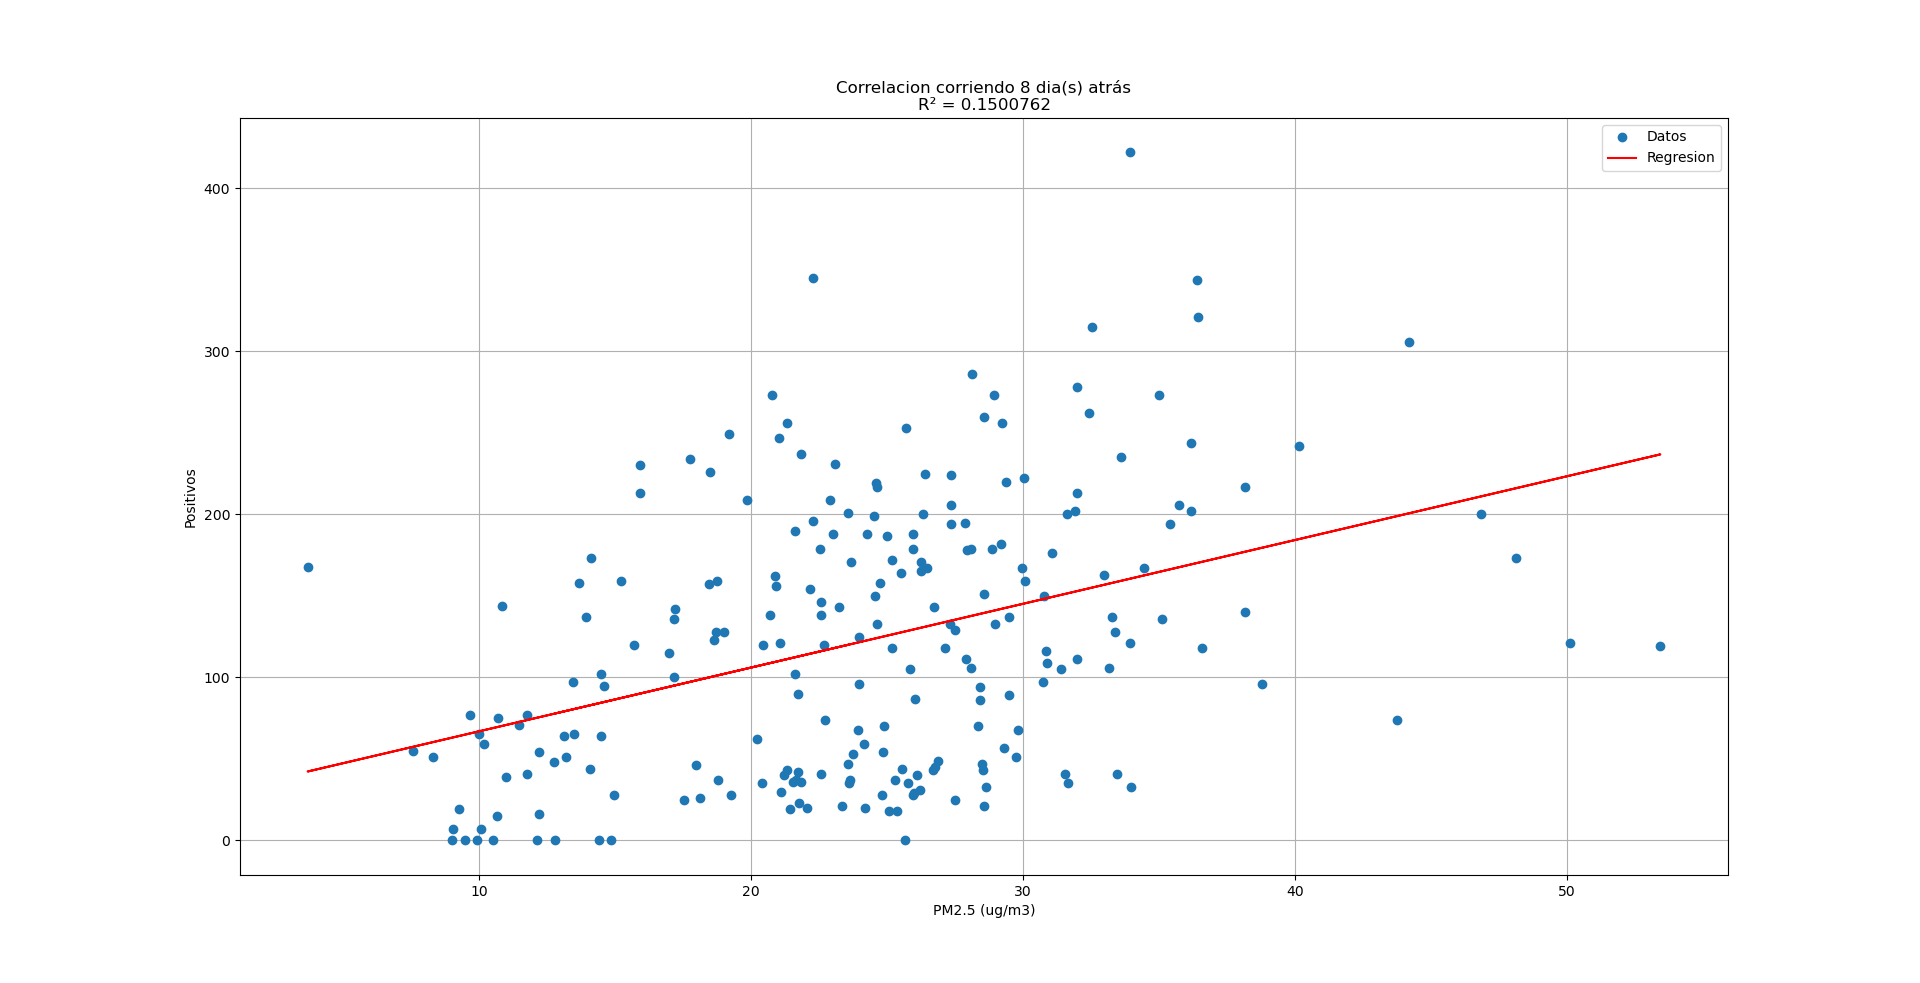 Correlacion corriendo 8 dia(s) atrás
R² = 0.1500762
Datos
Regresion
Positivos
400
300
200
100
0
10
20
30
40
50
PM2.5 (ug/m3)